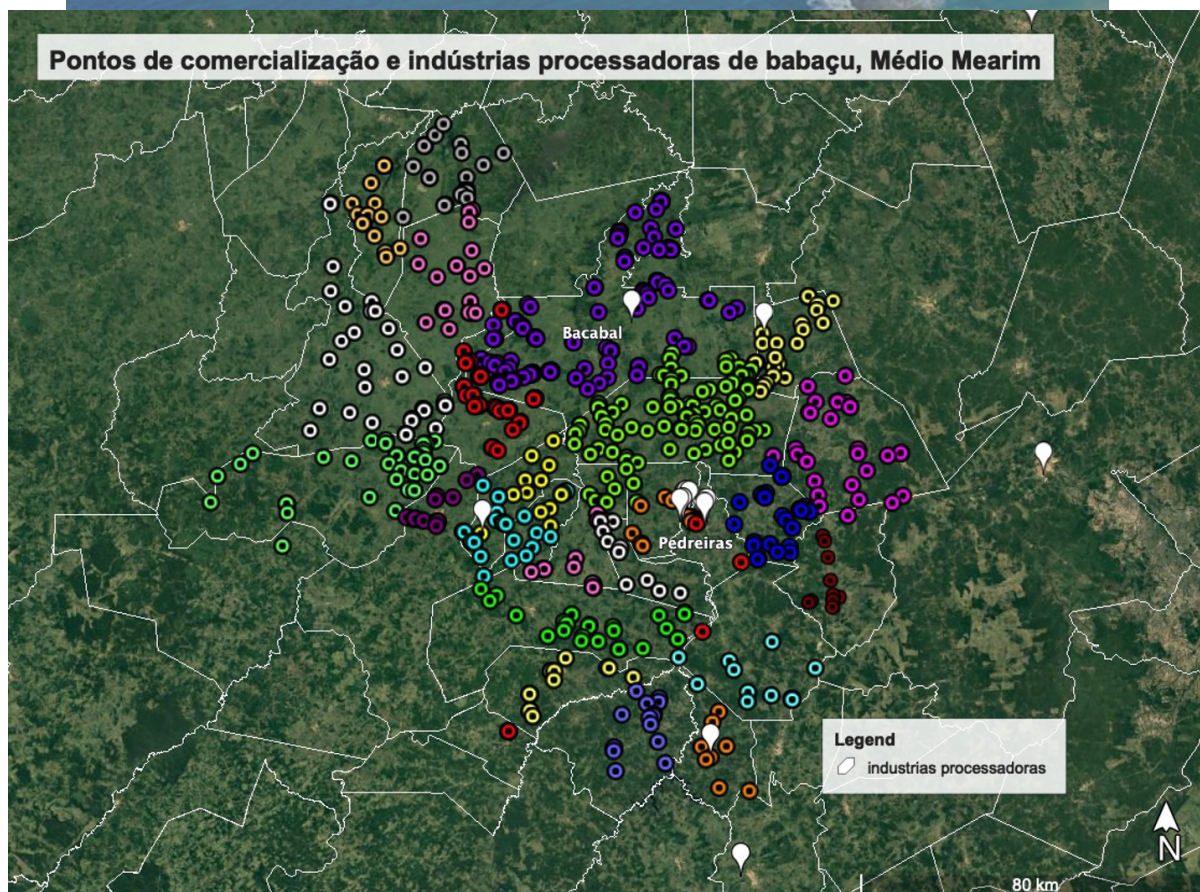 Pontos de comercialização e indústrias processadoras de babaçu, Médio Mearim
Bacabal
Pedreiras
Legend
industrias processadoras
N
80 km